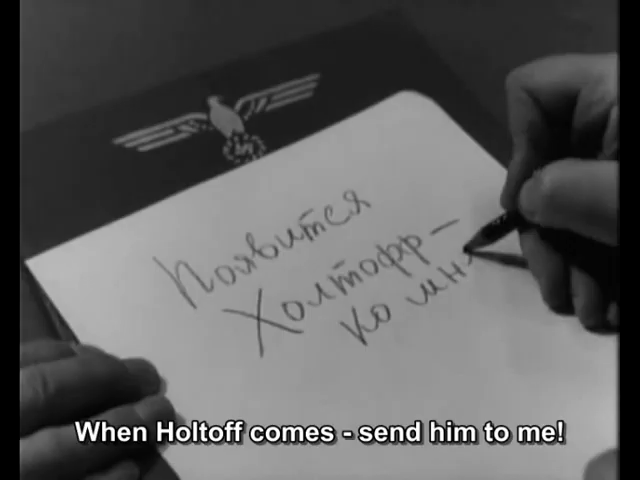 Появится
Холтофф –
ко мн
When Holtoff comes - send him to me!